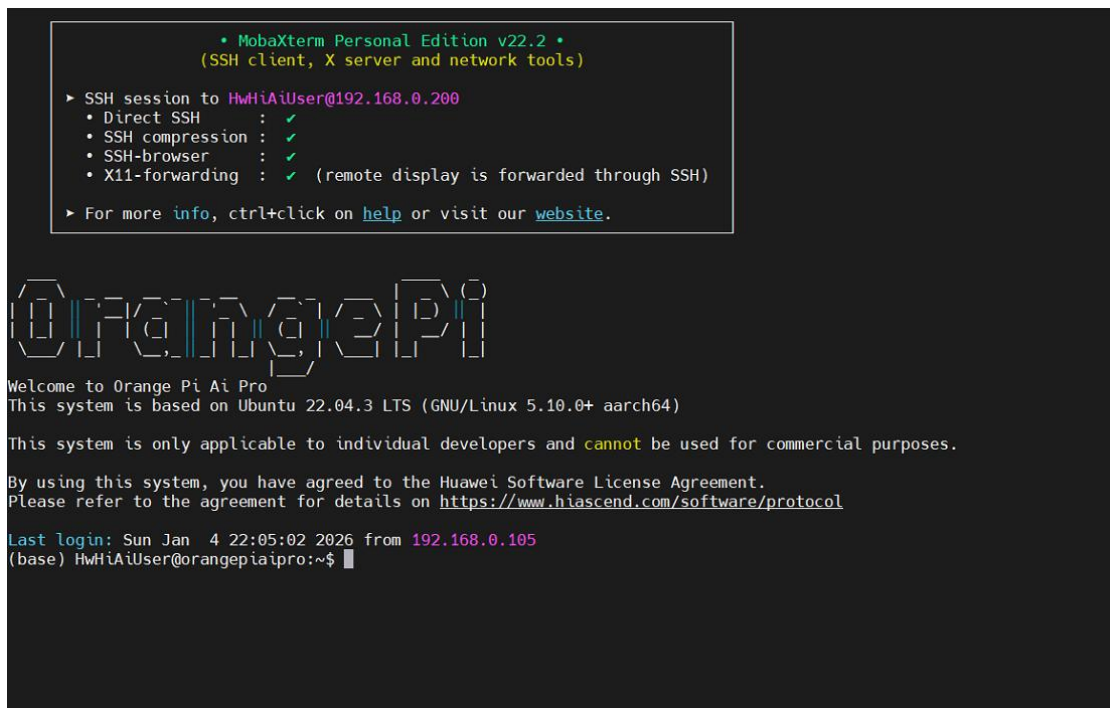 • MobaXterm Personal Edition v22.2 •
(SSH client, X server and network tools)
➤ SSH session to HwHiAiUser@192.168.0.200
• Direct SSH : ✔
• SSH compression : ✔
• SSH-browser : ✔
• X11-forwarding : ✔ (remote display is forwarded through SSH)
➤ For more info, ctrl+click on help or visit our website.
OrangePi
Welcome to Orange Pi Ai Pro
This system is based on Ubuntu 22.04.3 LTS (GNU/Linux 5.10.0+ aarch64)
This system is only applicable to individual developers and cannot be used for commercial purposes.
By using this system, you have agreed to the Huawei Software License Agreement.
Please refer to the agreement for details on https://www.hiascend.com/software/protocol
Last login: Sun Jan  4 22:05:02 2026 from 192.168.0.105
(base) HwHiAiUser@orangepiaipro:~$